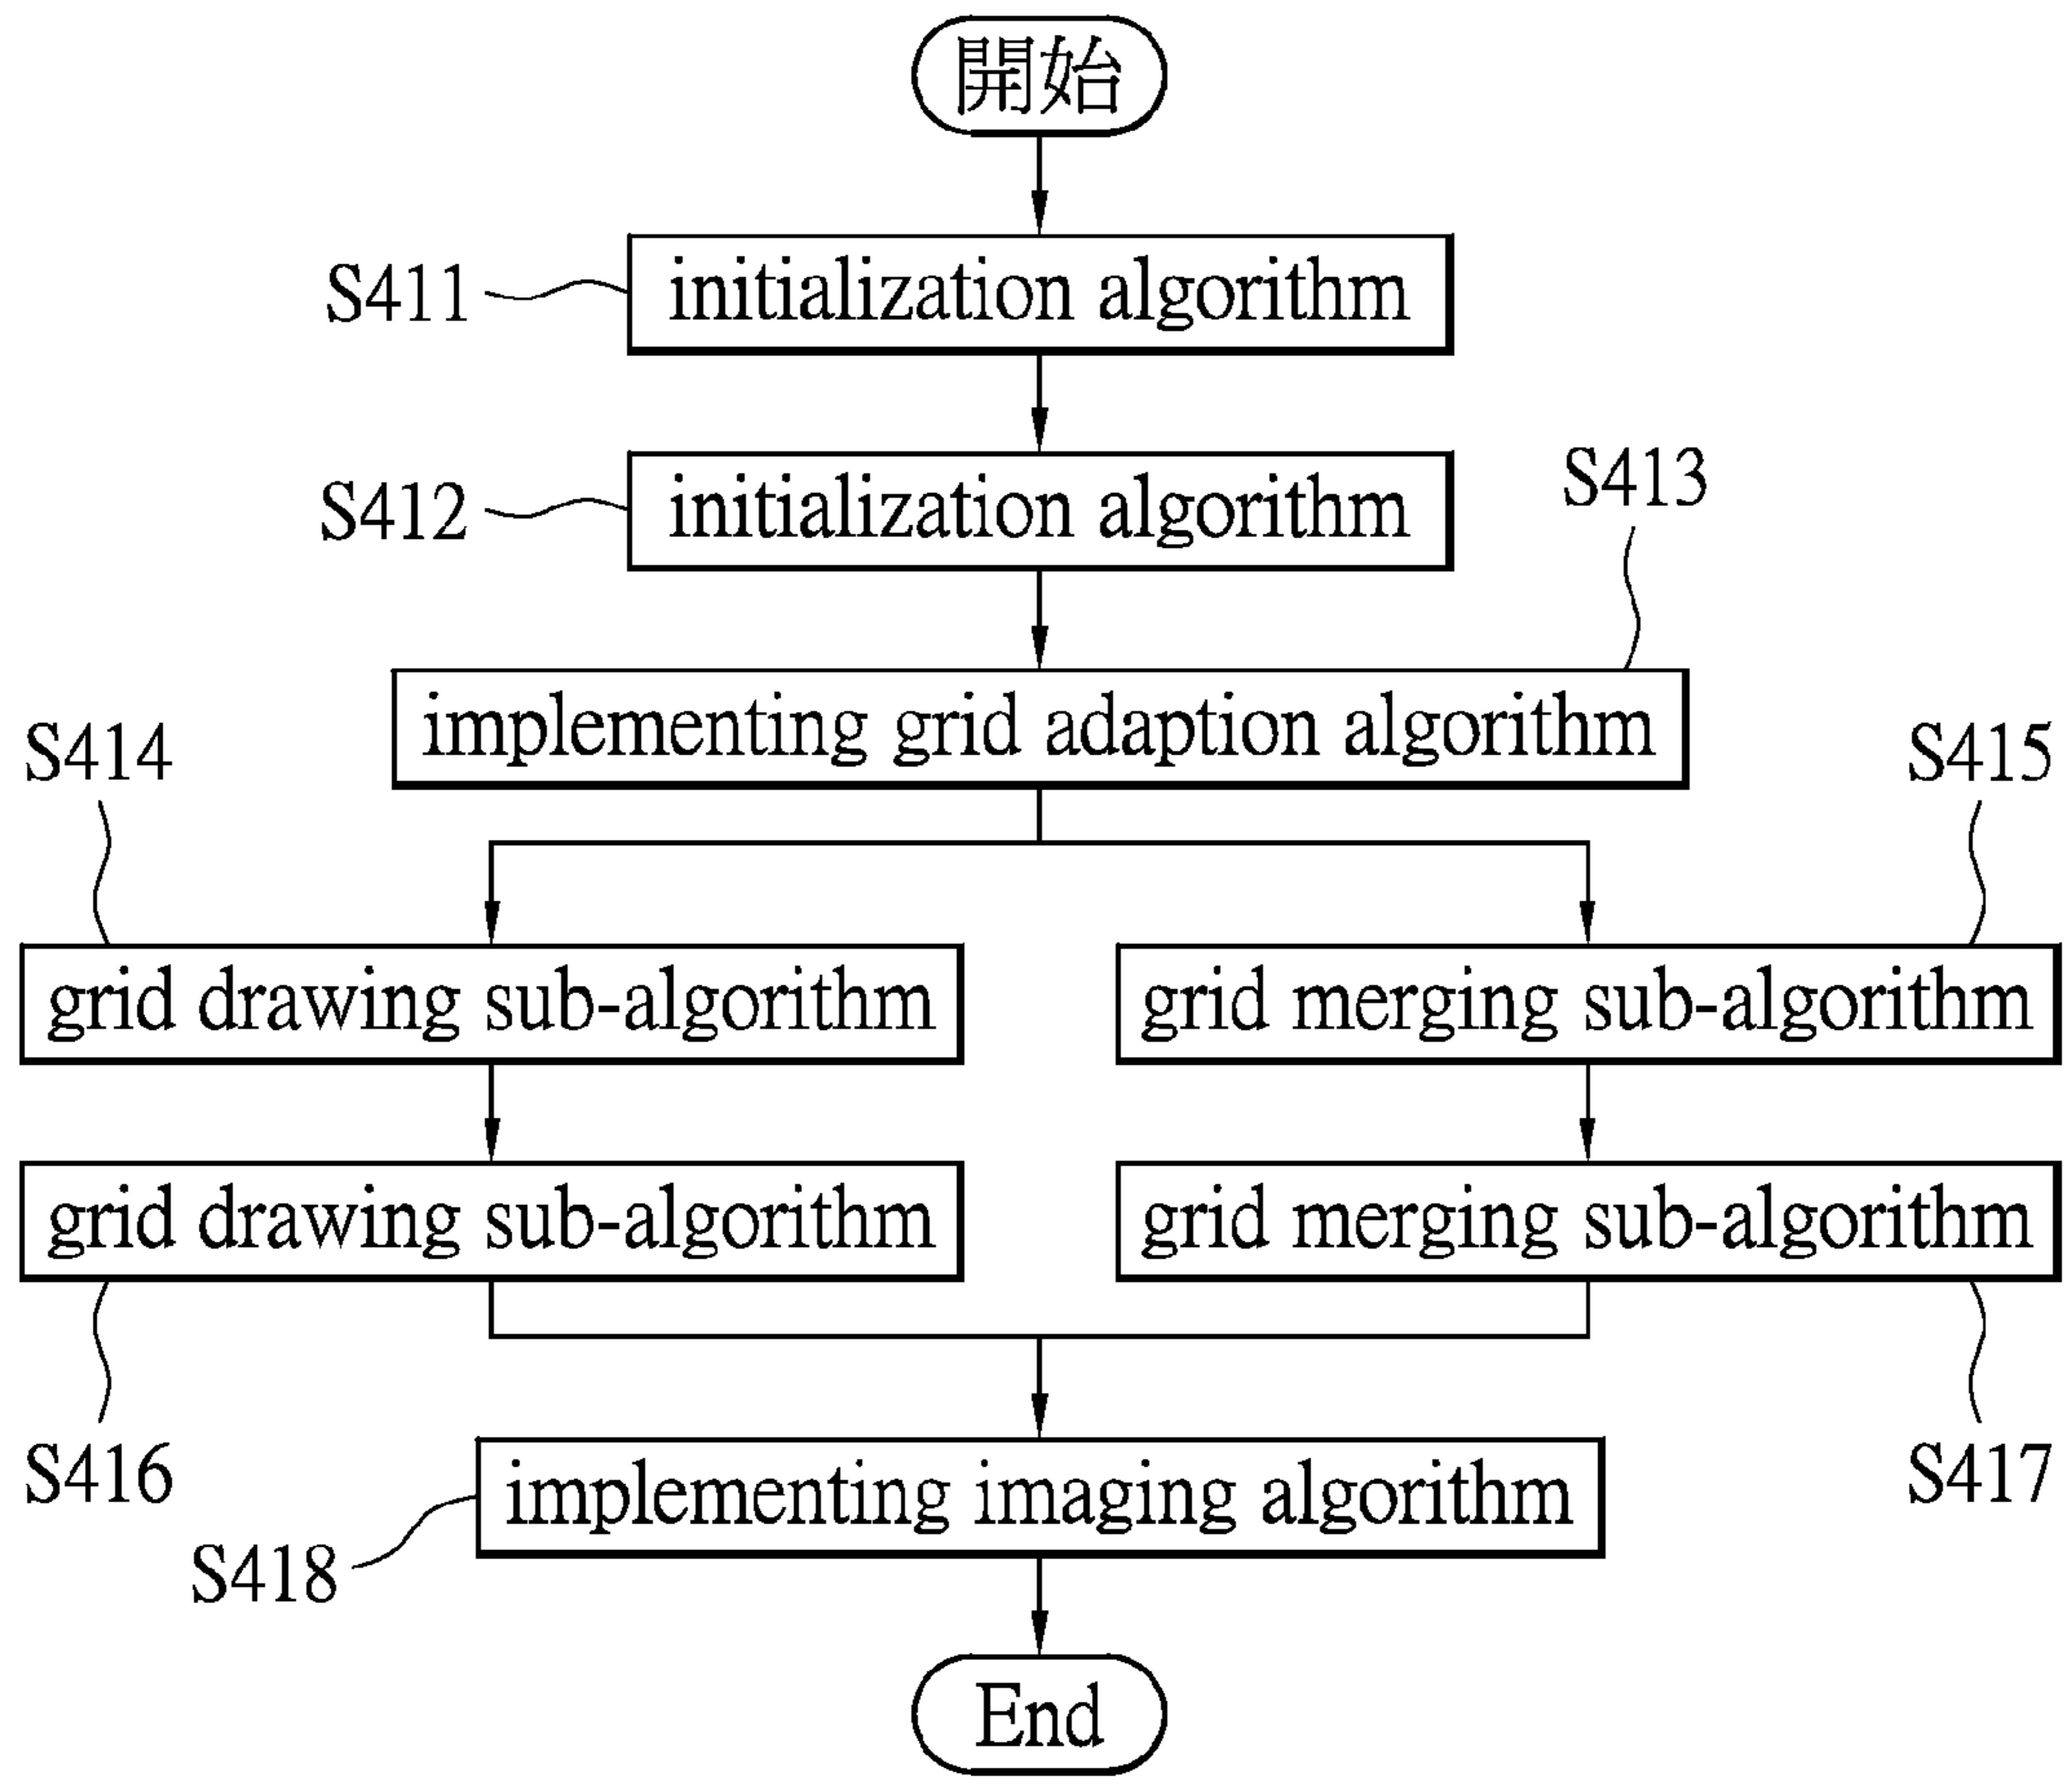 開始
S411
initialization algorithm
S412
initialization algorithm
S413
implementing grid adaption algorithm
S414
S415
grid drawing sub-algorithm
grid merging sub-algorithm
grid drawing sub-algorithm
grid merging sub-algorithm
S416
S417
implementing imaging algorithm
S418
End